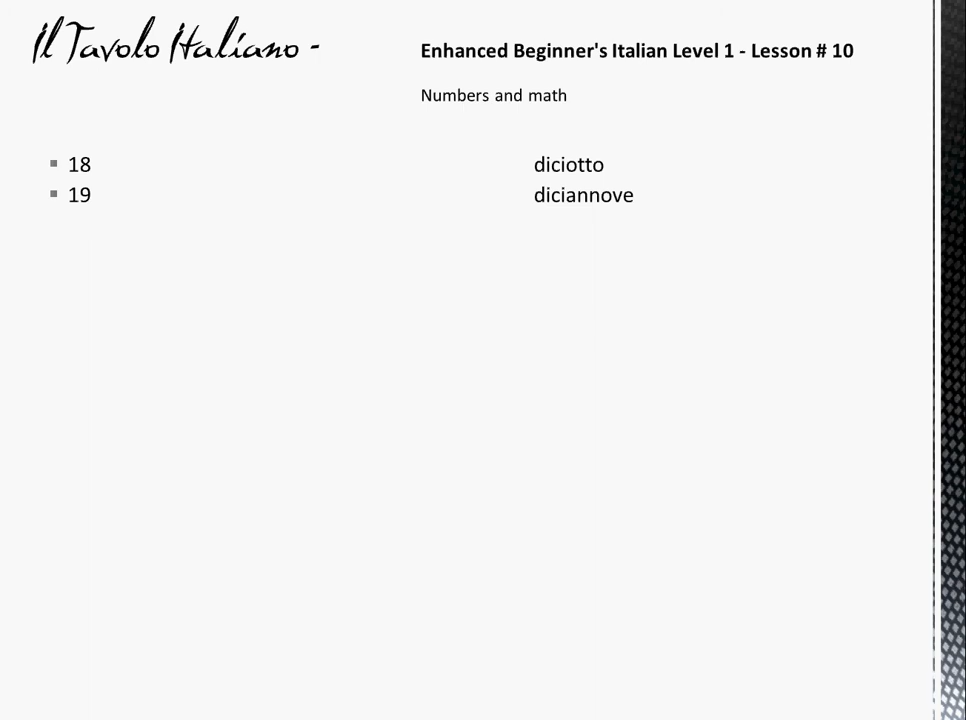 Il Tavolo Italiano -
Enhanced Beginner's Italian Level 1 - Lesson # 10
Numbers and math
▪ 18 diciotto
▪ 19 diciannove